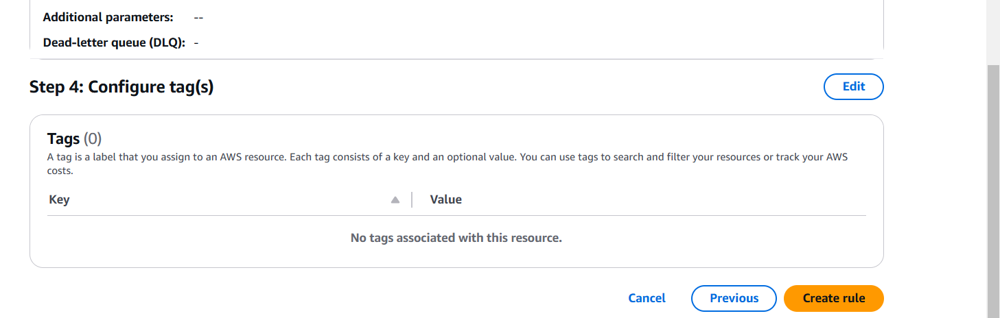 Additional parameters: --
Dead-letter queue (DLQ): -
Step 4: Configure tag(s)
Edit
Tags (0)
A tag is a label that you assign to an AWS resource. Each tag consists of a key and an optional value. You can use tags to search and filter your resources or track your AWS
costs.
Key Value
No tags associated with this resource.
Cancel Previous Create rule